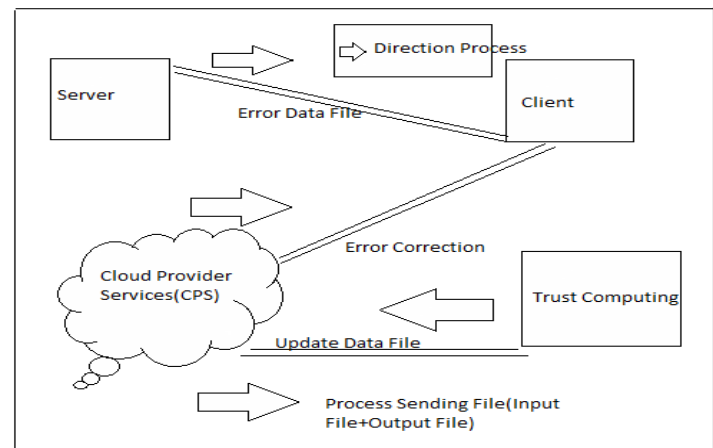 Direction Process
Server
Client
Error Data File
Error Correction
Cloud Provider
Services(CPS)
Trust Computing
Update Data File
Process Sending File(Input
File+Output File)